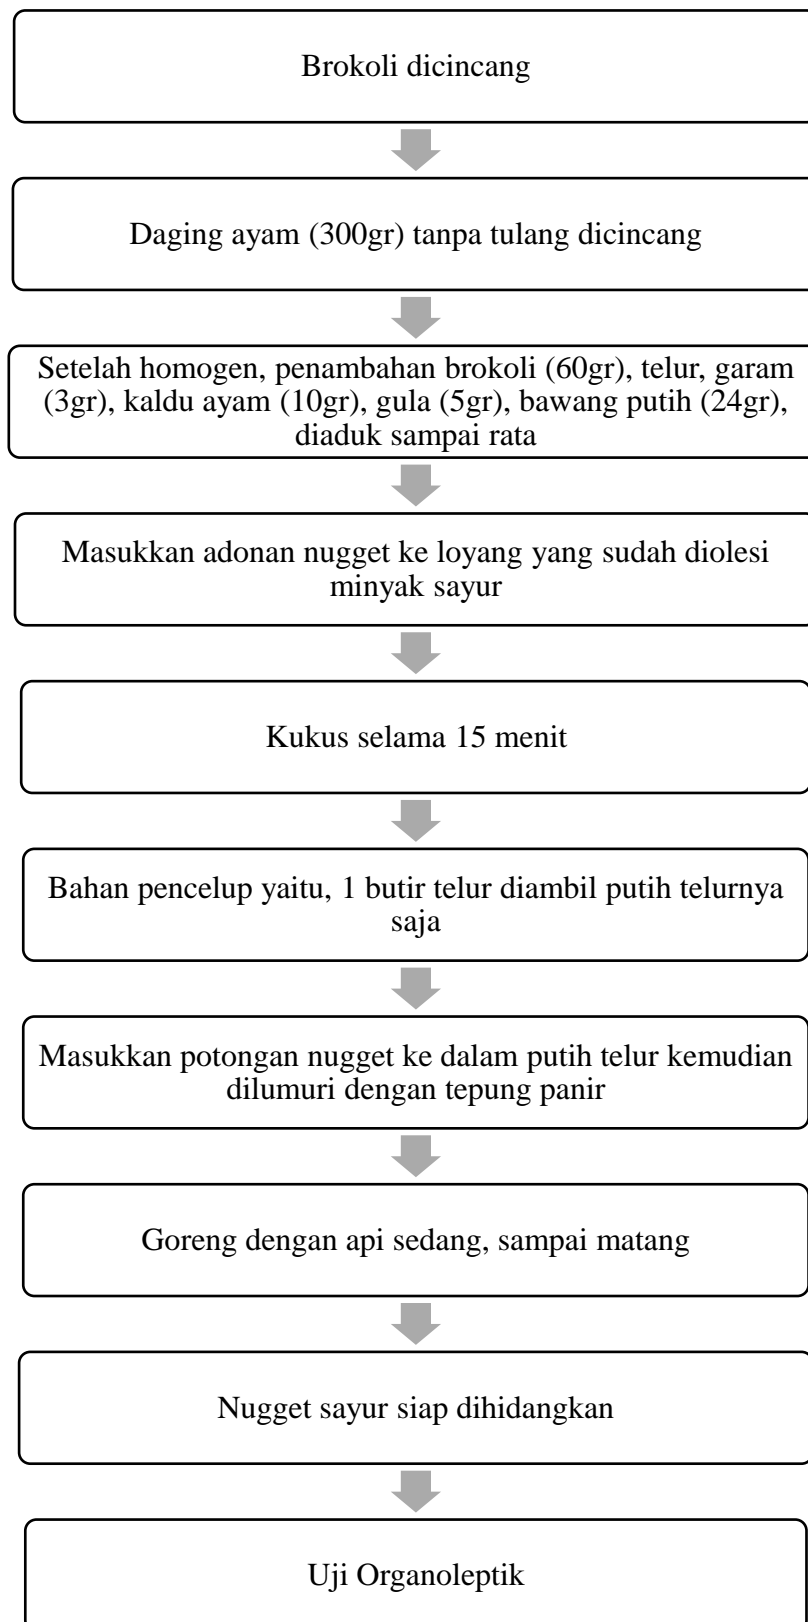 Brokoli dicincang
Daging ayam (300gr) tanpa tulang dicincang
Setelah homogen, penambahan brokoli (60gr), telur, garam
(3gr), kaldu ayam (10gr), gula (5gr), bawang putih (24gr),
diaduk sampai rata
Masukkan adonan nugget ke loyang yang sudah diolesi
minyak sayur
Kukus selama 15 menit
Bahan pencelup yaitu, 1 butir telur diambil putih telurnya
saja
Masukkan potongan nugget ke dalam putih telur kemudian
dilumuri dengan tepung panir
Goreng dengan api sedang, sampai matang
Nugget sayur siap dihidangkan
Uji Organoleptik